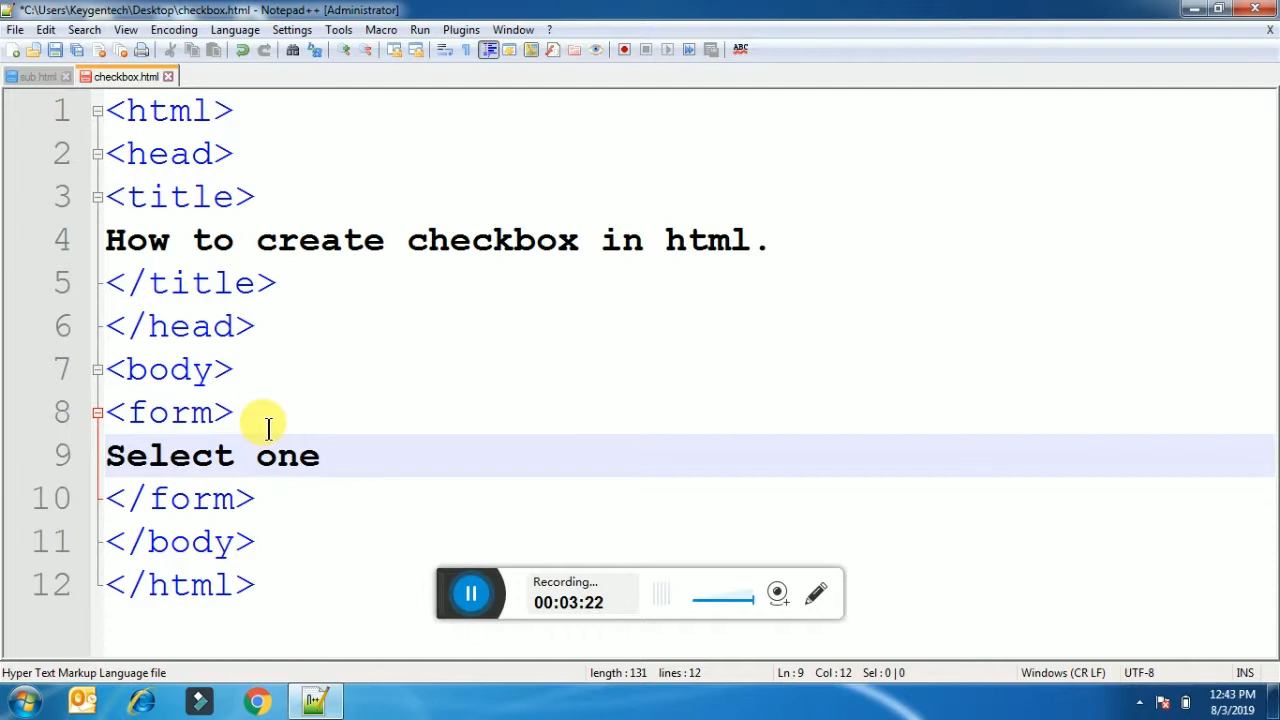 *C:\Users\Keygentech\Desktop\checkbox.html - Notepad++ [Administrator]
File Edit Search View Encoding Language Settings Tools Macro Run Plugins Window ? X
ABC
sub html checkbox.html
1 <html>
2 <head>
3 <title>
4 How to create checkbox in html.
5 </title>
6 </head>
7 <body>
8 <form>
9 Select one
10 </form>
11 </body>
12 </html>
Recording...
00:03:22
Hyper Text Markup Language file length : 131 lines : 12 Ln : 9 Col : 12 Sel : 0 | 0 Windows (CR LF) UTF-8 INS
12:43 PM
8/3/2019